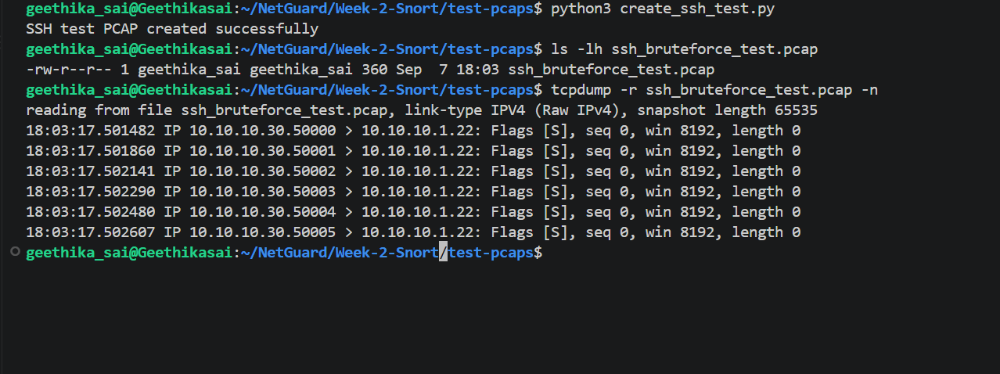 geethika_sai@Geethikasai:~/NetGuard/Week-2-Snort/test-pcaps$ python3 create_ssh_test.py
SSH test PCAP created successfully
geethika_sai@Geethikasai:~/NetGuard/Week-2-Snort/test-pcaps$ ls -lh ssh_bruteforce_test.pcap
-rw-r--r-- 1 geethika_sai geethika_sai 360 Sep  7 18:03 ssh_bruteforce_test.pcap
geethika_sai@Geethikasai:~/NetGuard/Week-2-Snort/test-pcaps$ tcpdump -r ssh_bruteforce_test.pcap -n
reading from file ssh_bruteforce_test.pcap, link-type IPV4 (Raw IPv4), snapshot length 65535
18:03:17.501482 IP 10.10.10.30.50000 > 10.10.10.1.22: Flags [S], seq 0, win 8192, length 0
18:03:17.501860 IP 10.10.10.30.50001 > 10.10.10.1.22: Flags [S], seq 0, win 8192, length 0
18:03:17.502141 IP 10.10.10.30.50002 > 10.10.10.1.22: Flags [S], seq 0, win 8192, length 0
18:03:17.502290 IP 10.10.10.30.50003 > 10.10.10.1.22: Flags [S], seq 0, win 8192, length 0
18:03:17.502480 IP 10.10.10.30.50004 > 10.10.10.1.22: Flags [S], seq 0, win 8192, length 0
18:03:17.502607 IP 10.10.10.30.50005 > 10.10.10.1.22: Flags [S], seq 0, win 8192, length 0
geethika_sai@Geethikasai:~/NetGuard/Week-2-Snort/test-pcaps$